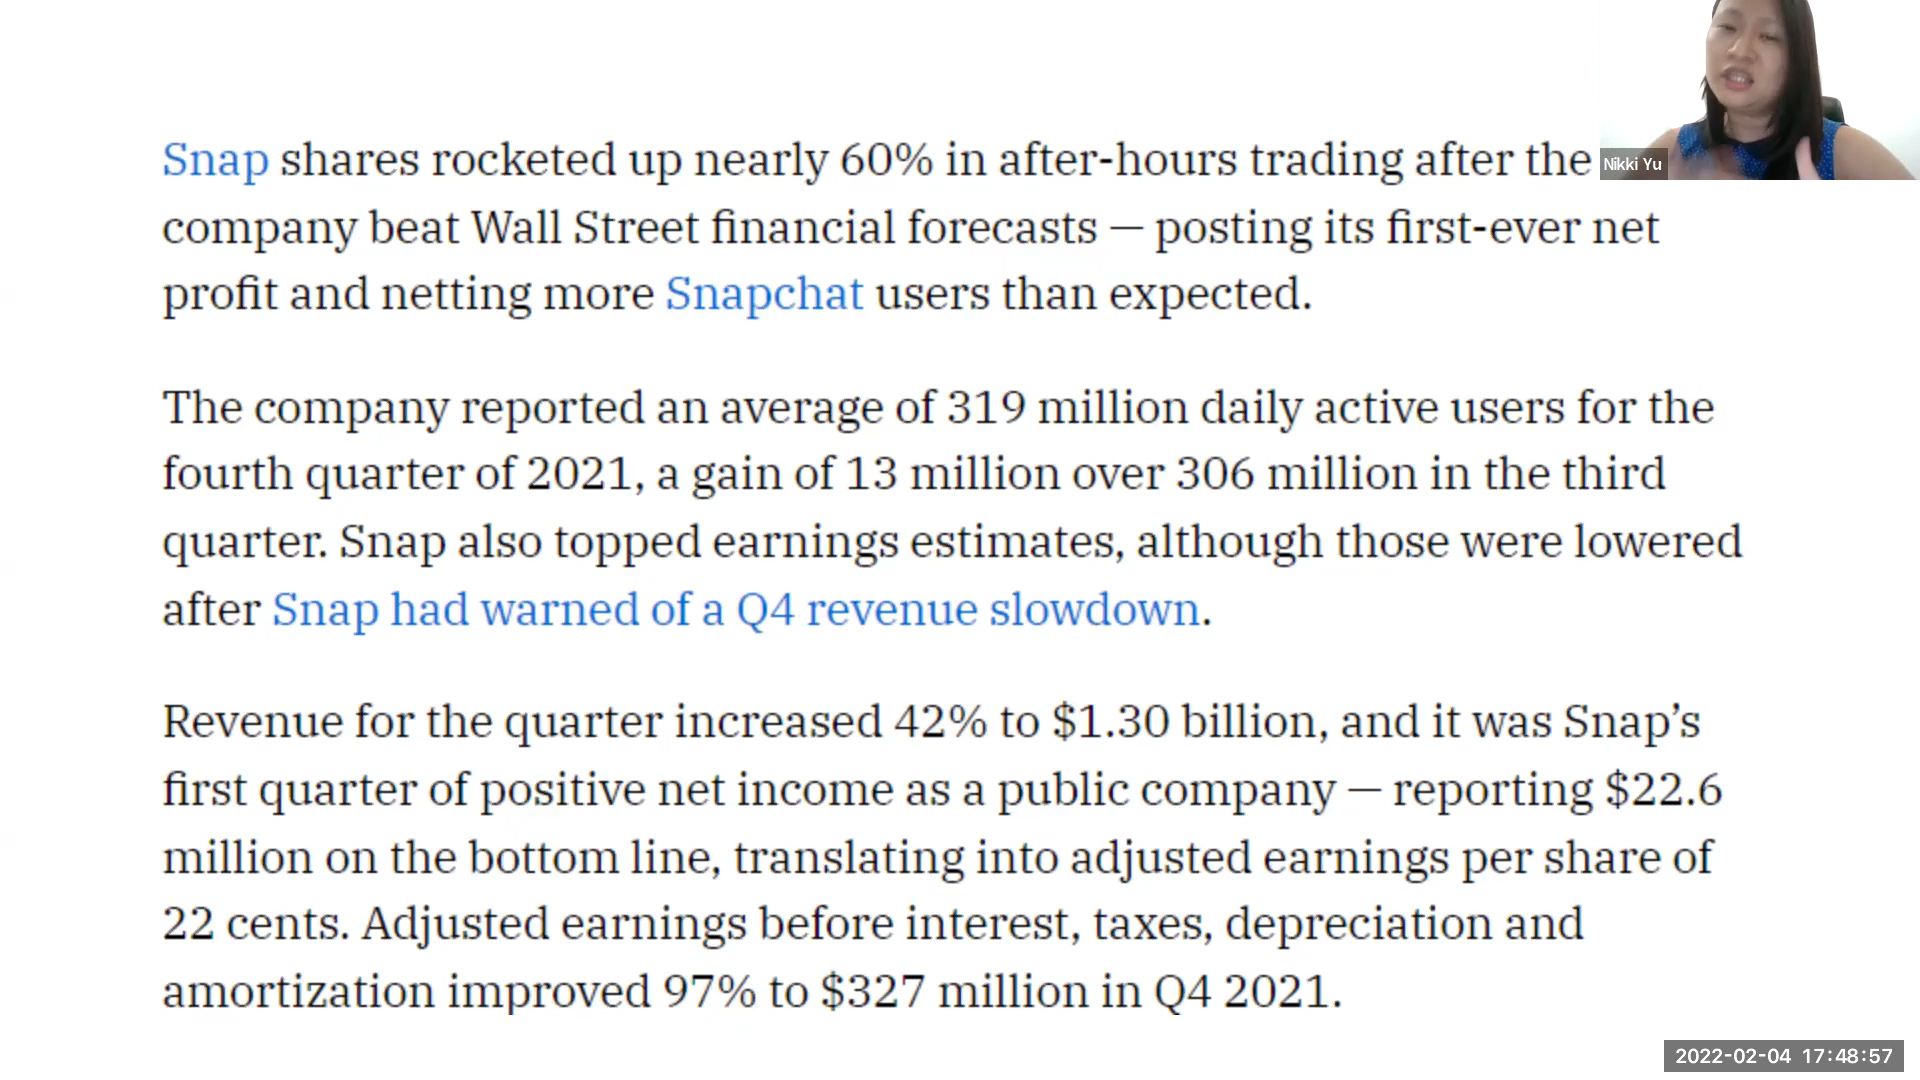 Snap shares rocketed up nearly 60% in after-hours trading after the
company beat Wall Street financial forecasts — posting its first-ever net
profit and netting more Snapchat users than expected.
The company reported an average of 319 million daily active users for the
fourth quarter of 2021, a gain of 13 million over 306 million in the third
quarter. Snap also topped earnings estimates, although those were lowered
after Snap had warned of a Q4 revenue slowdown.
Revenue for the quarter increased 42% to $1.30 billion, and it was Snap’s
first quarter of positive net income as a public company — reporting $22.6
million on the bottom line, translating into adjusted earnings per share of
22 cents. Adjusted earnings before interest, taxes, depreciation and
amortization improved 97% to $327 million in Q4 2021.
Nikki Yu
2022-02-04 17:48:57